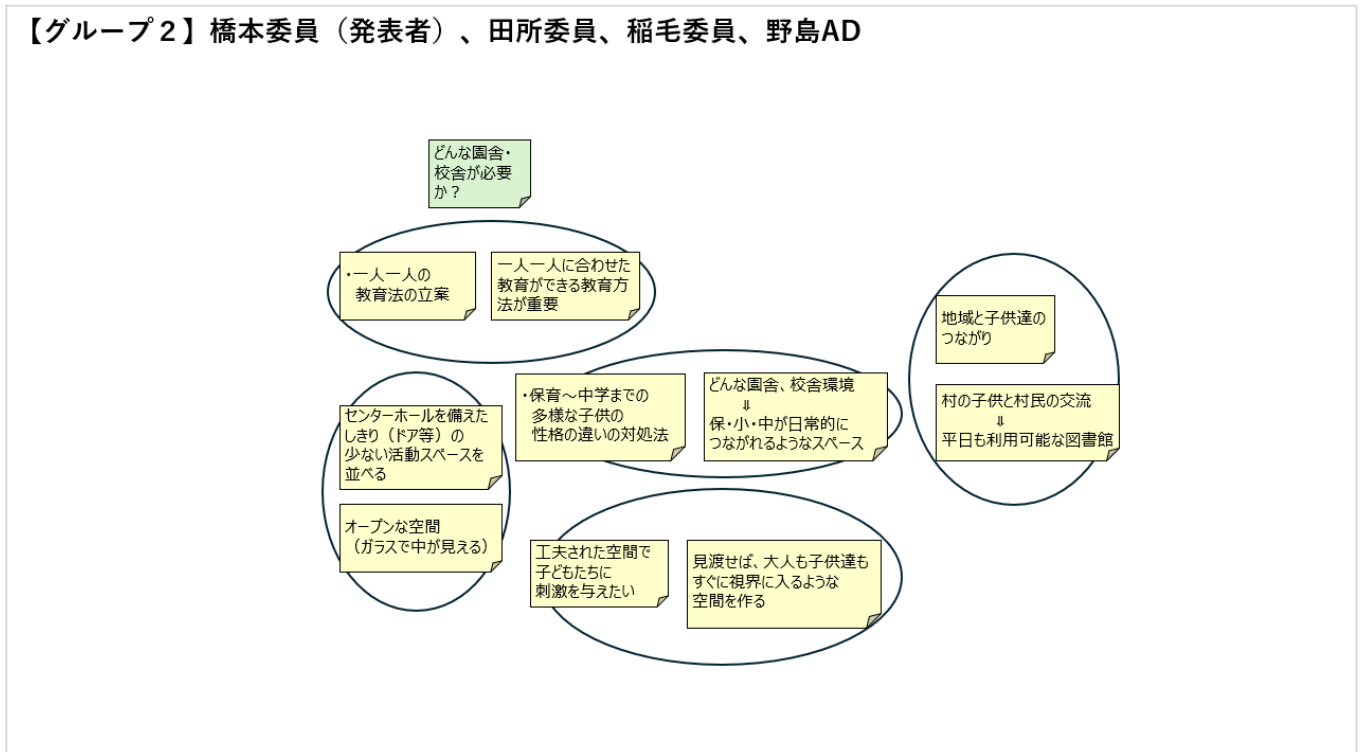 【グループ２】橋本委員（発表者）、田所委員、稲毛委員、野島AD
どんな園舎・
校舎が必要
か？
・一人一人の
教育法の立案
一人一人に合わせた
教育ができる教育方
法が重要
地域と子供達の
つながり
村の子供と村民の交流
⇓
平日も利用可能な図書館
センターホールを備えた
しきり（ドア等）の
少ない活動スペースを
並べる
オープンな空間
（ガラスで中が見える）
・保育～中学までの
多様な子供の
性格の違いの対処法
どんな園舎、校舎環境
⇓
保・小・中が日常的に
つながれるようなスペース
工夫された空間で
子どもたちに
刺激を与えたい
見渡せば、大人も子供達も
すぐに視界に入るような
空間を作る